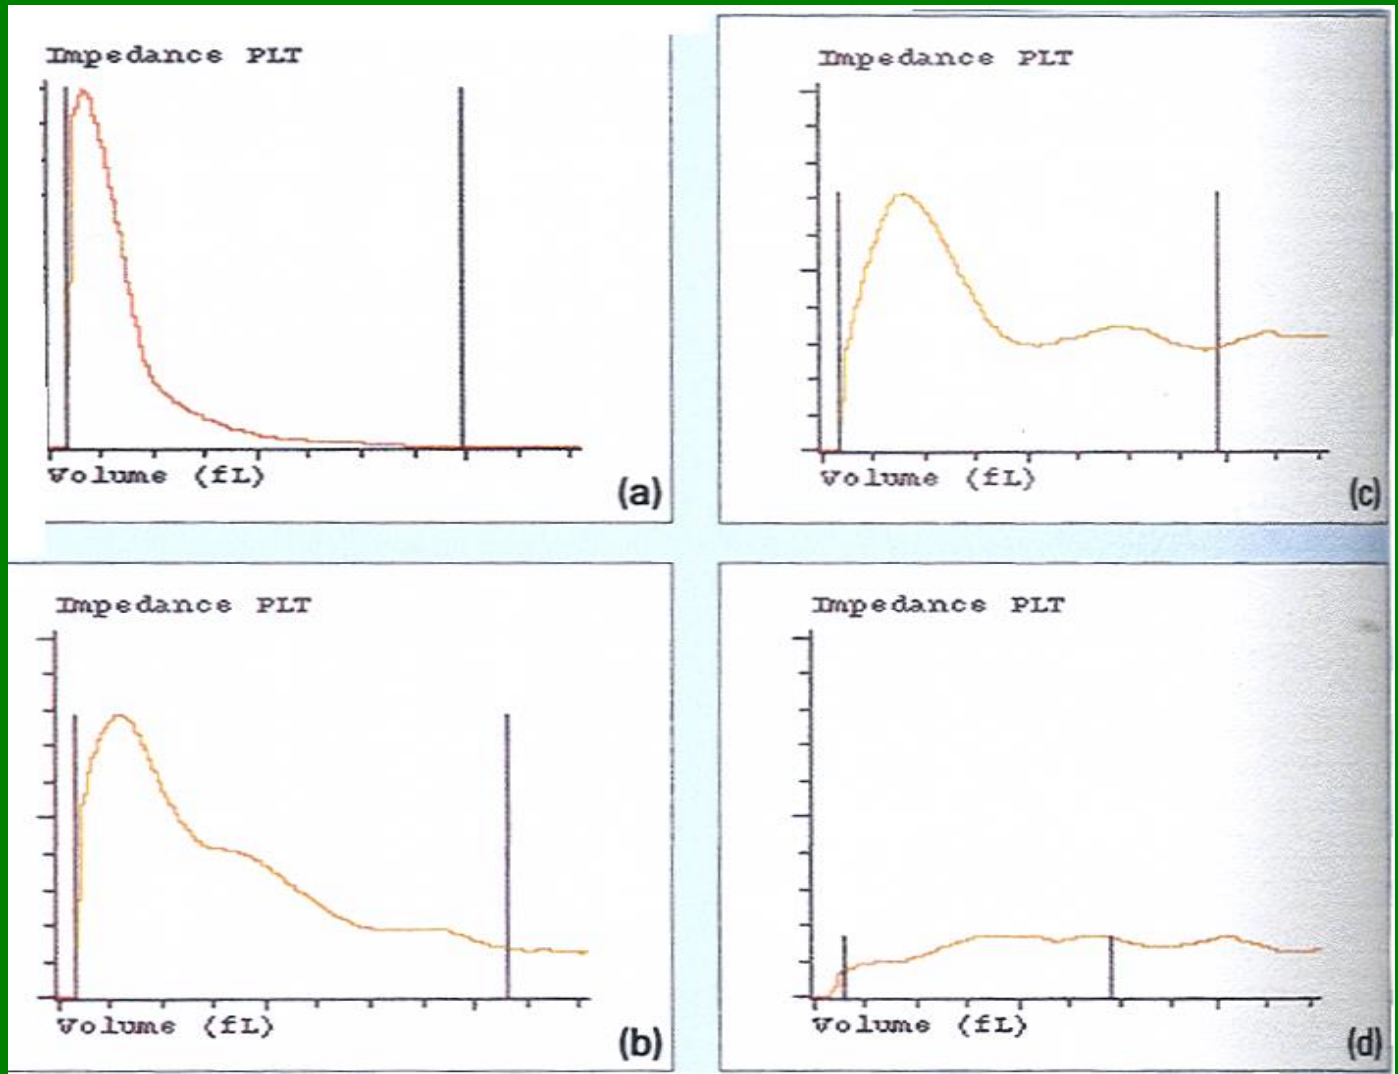 Impedance PLT
Volume (fL)
(a)
Impedance PLT
Volume (fL)
(c)
Impedance PLT
Volume (fL)
(b)
Impedance PLT
Volume (fL)
(d)